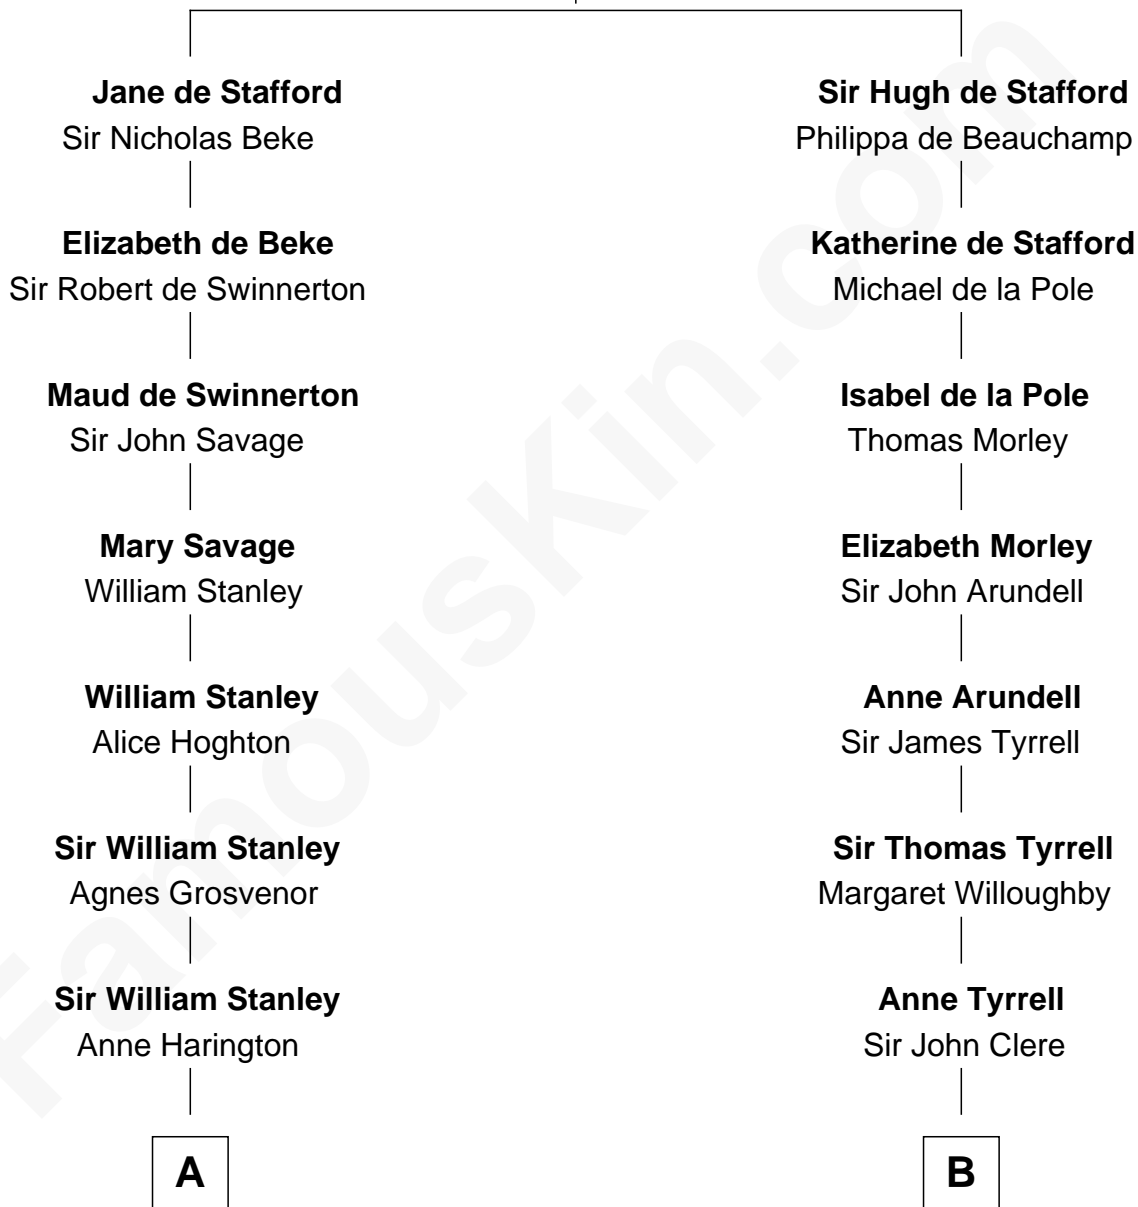 Jane de Stafford
Sir Nicholas Beke
Elizabeth de Beke
Sir Robert de Swinnerton
Maud de Swinnerton
Sir John Savage
Mary Savage
William Stanley
William Stanley
Alice Hoghton
Sir William Stanley
Agnes Grosvenor
Sir William Stanley
Anne Harington
A
Sir Hugh de Stafford
Philippa de Beauchamp
Katherine de Stafford
Michael de la Pole
Isabel de la Pole
Thomas Morley
Elizabeth Morley
Sir John Arundell
Anne Arundell
Sir James Tyrrell
Sir Thomas Tyrrell
Margaret Willoughby
Anne Tyrrell
Sir John Clere
B
FamousKin.com